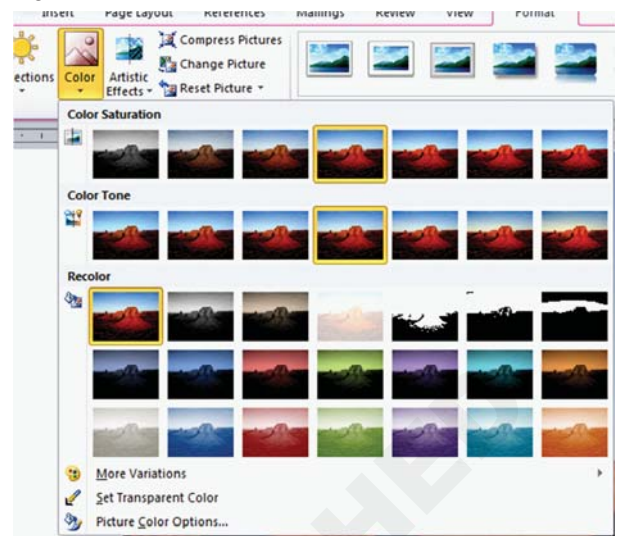 Insert Page Layout References Mailings Review View Format
Compress Pictures
ections Color Artistic Effects Change Picture
Reset Picture
Color Saturation
Color Tone
Recolor
More Variations
Set Transparent Color
Picture Color Options...